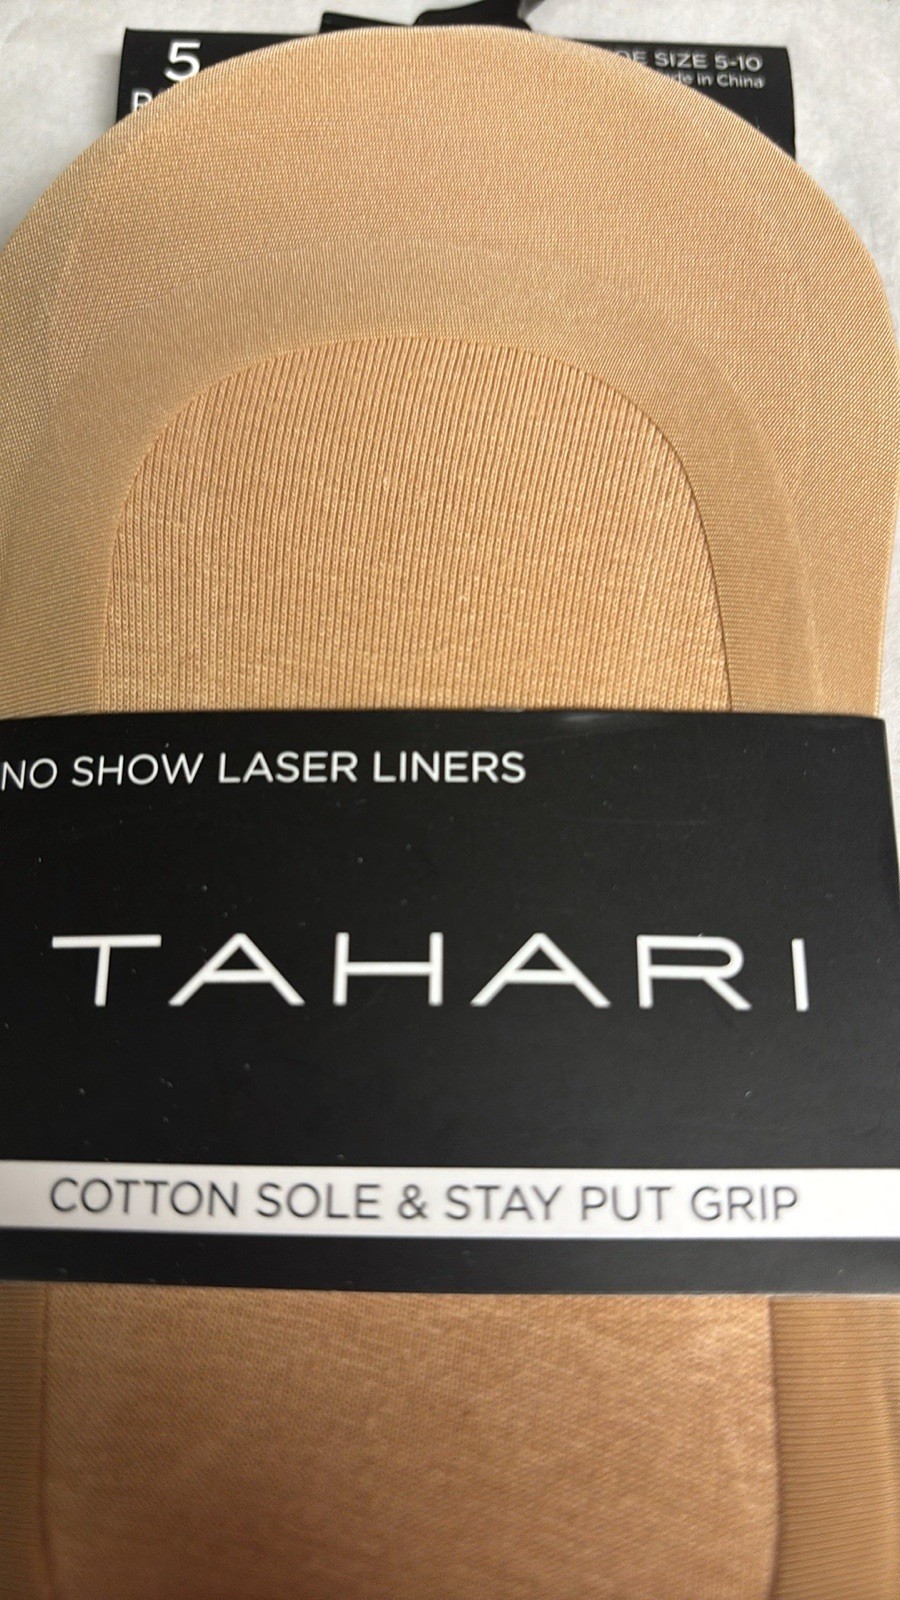 5
SIZE 5-10
in China
NO SHOW LASER LINERS
TAHARI
COTTON SOLE & STAY PUT GRIP